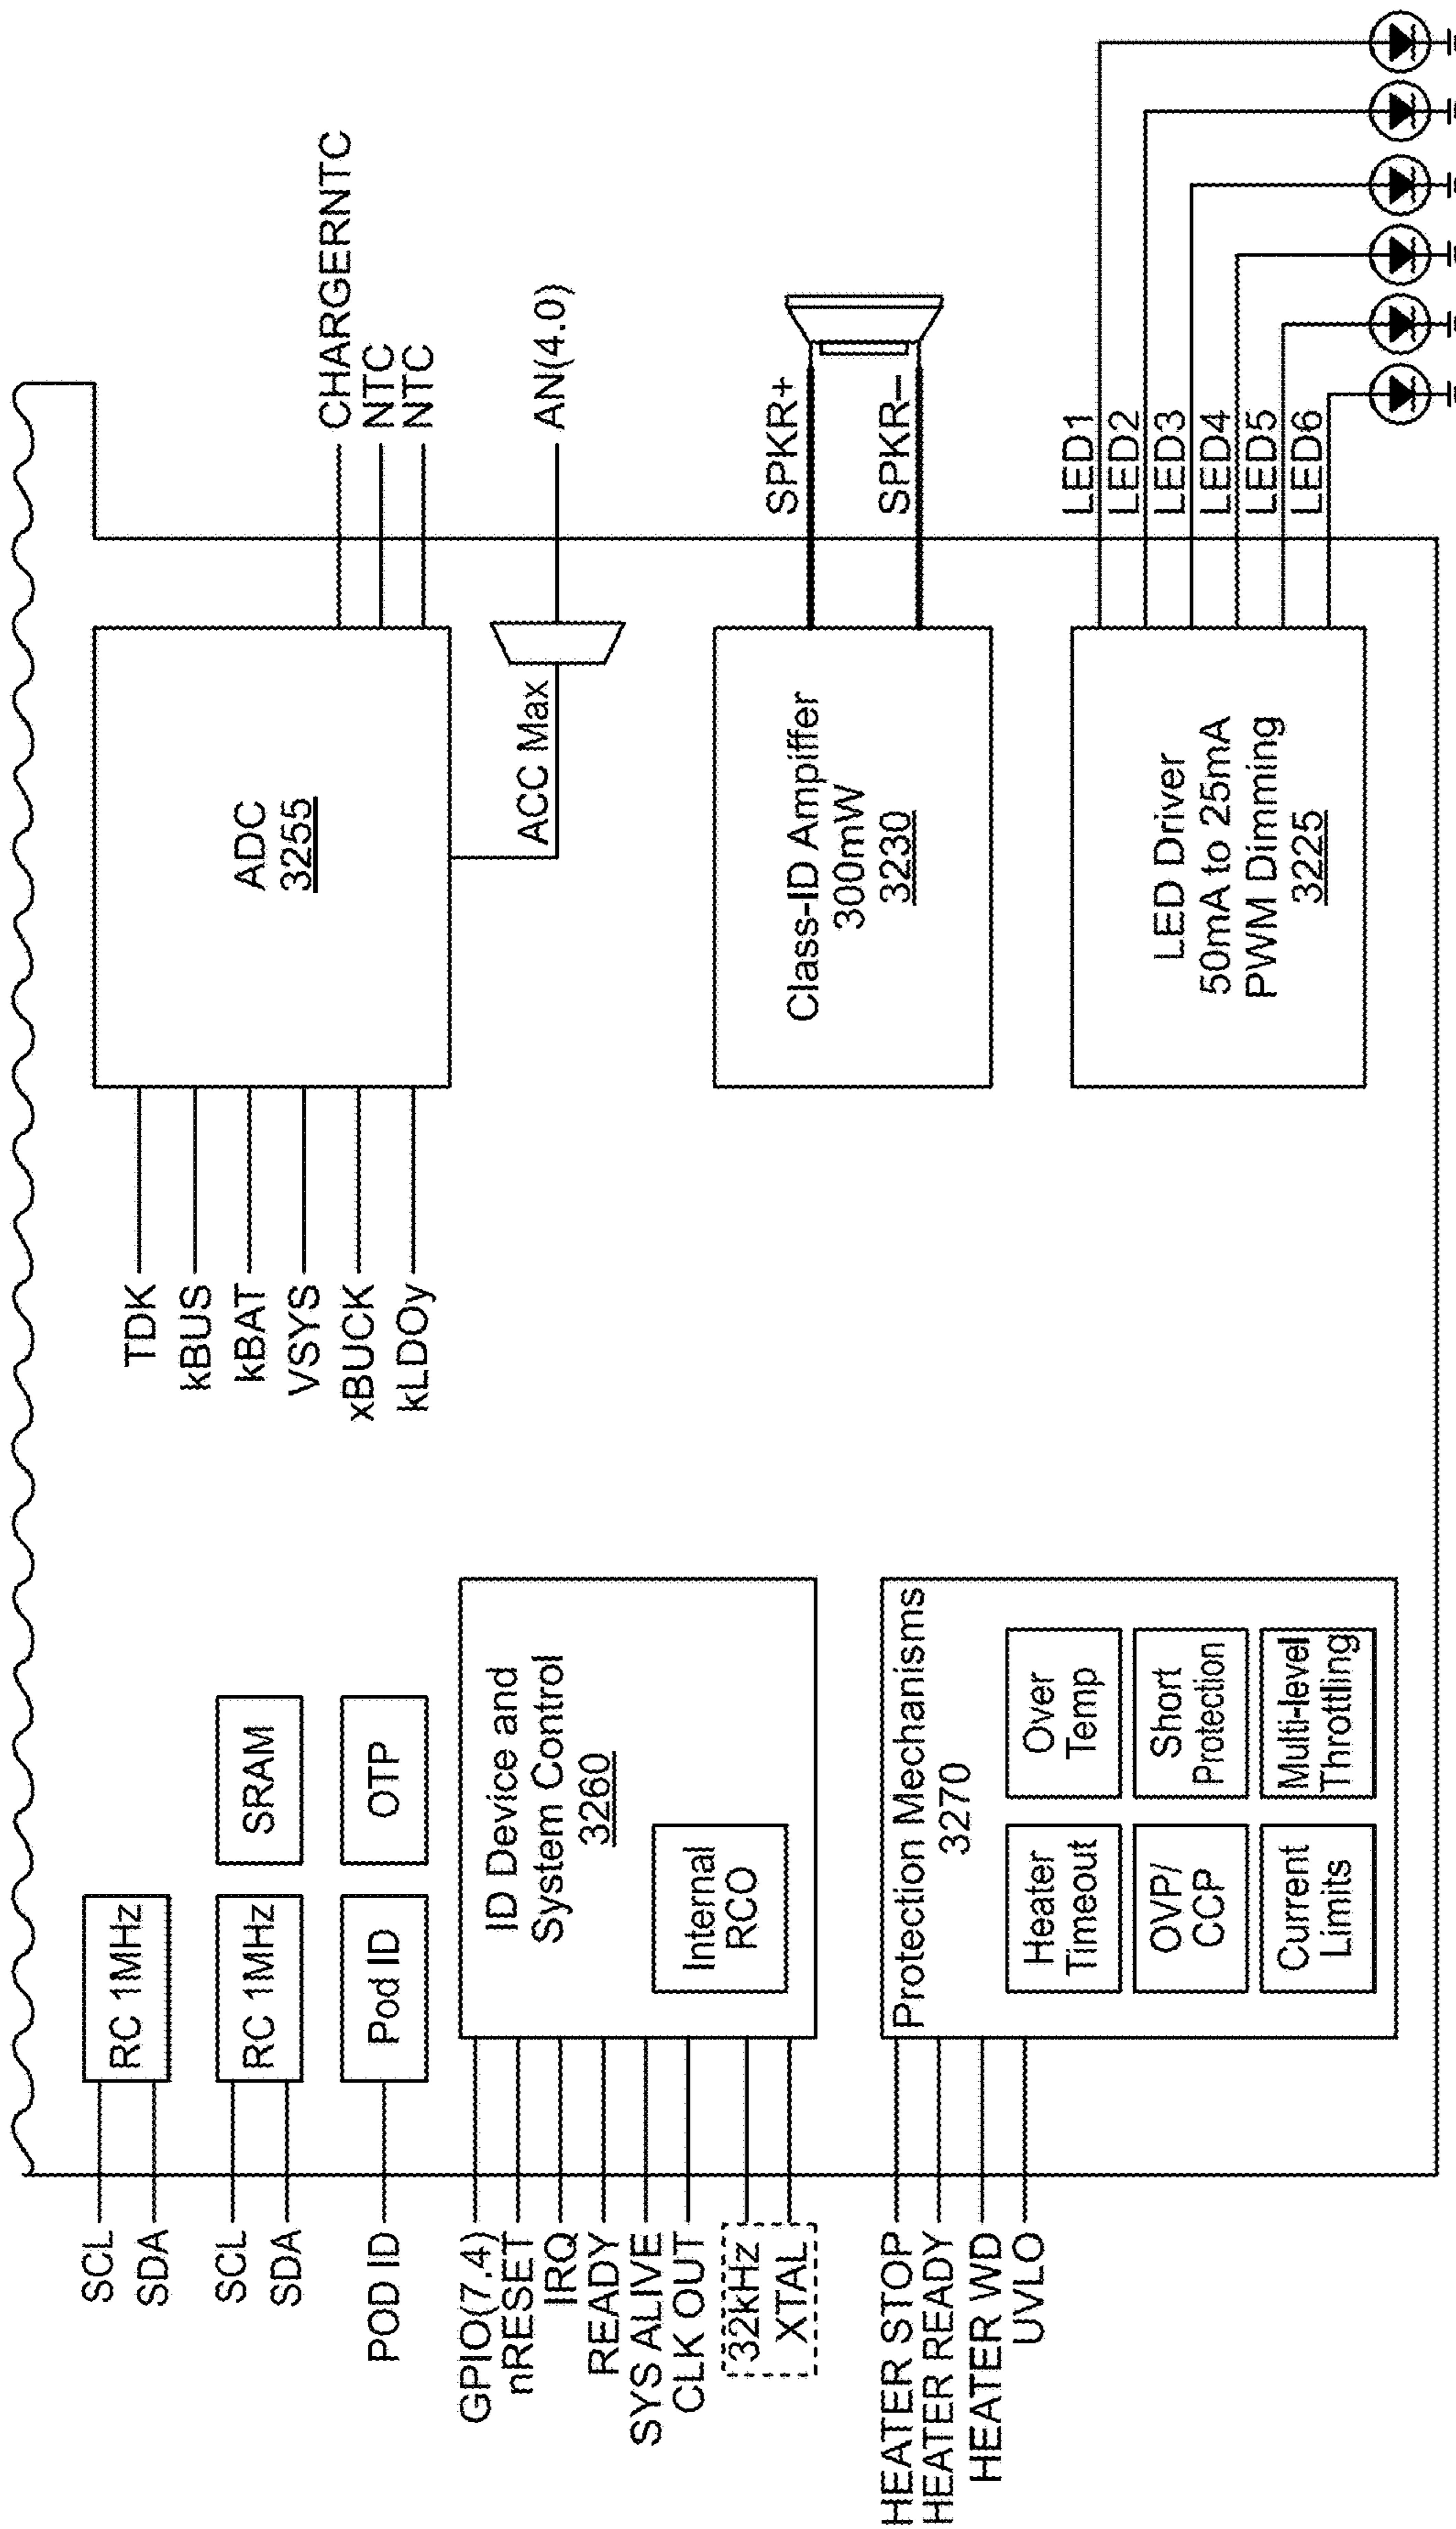 SCL
SDA
RC 1MHz
SCL
SDA
RC 1MHz
SRAM
POD ID
Pod ID
OTP
GPIO(7.4)
nRESET
IRQ
READY
SYS ALIVE
CLK OUT
32kHz
XTAL
ID Device and
System Control
3260
Internal
RCO
HEATER STOP
HEATER READY
HEATER WD
UVLO
Protection Mechanisms
3270
Heater
Timeout
Over
Temp
OVP/
CCP
Short
Protection
Current
Limits
Multi-level
Throttling
TDK
kBUS
kBAT
VSYS
xBUCK
kLDOy
ADC
3255
CHARGERNTC
NTC
NTC
ACC Max
AN(4.0)
Class-ID Ampiffer
300mW
3230
SPKR+
SPKR–
LED Driver
50mA to 25mA
PWM Dimming
3225
LED1
LED2
LED3
LED4
LED5
LED6